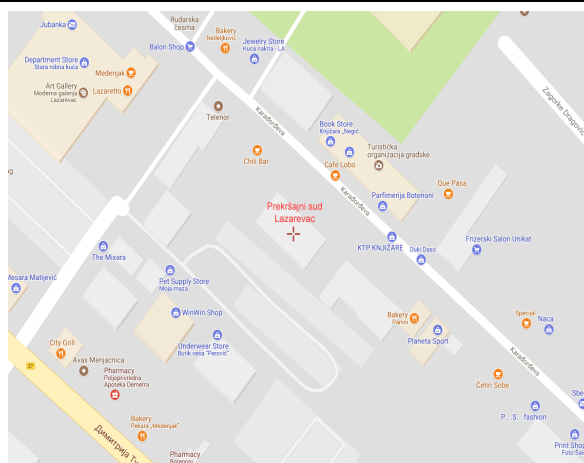 Jubanka
Rudarska
česma
Bakery
Nedeljković
Balon Shop
Jewelry Store
Kuca nakita - LA
Department Store
Stara robna kuća
Medenjak
Art Gallery
Moderna galerija
Lazarevac
Lazaretto
Telenor
Karađorđeva
Zagorke Dragović
Book Store
Knjižara „Negić
Turistička
organizacija gradske...
Chili Bar
Cafe Lobo
Que Pasa
Parfimerija Botenoni
Karađorđeva
Prekršajni sud
Lazarevac
KTP KNJIŽARE
Duki Daso
Frizerski Salon Unikat
The Mixara
Mesara Matijević
Pet Supply Store
Moja maza
WinWin Shop
Bakery
Panini
Specijal
Naca
Planeta Sport
Underwear Store
Butik veša "Perović"
City Grill
Avax Menjacnica
27
Pharmacy
Poljoprivredna
Apoteka Demetra
Karađorđeva
Četiri Sobe
P...S...fashion
Bakery
Pekara „Medenjak"
Print Shop
Pharmacy